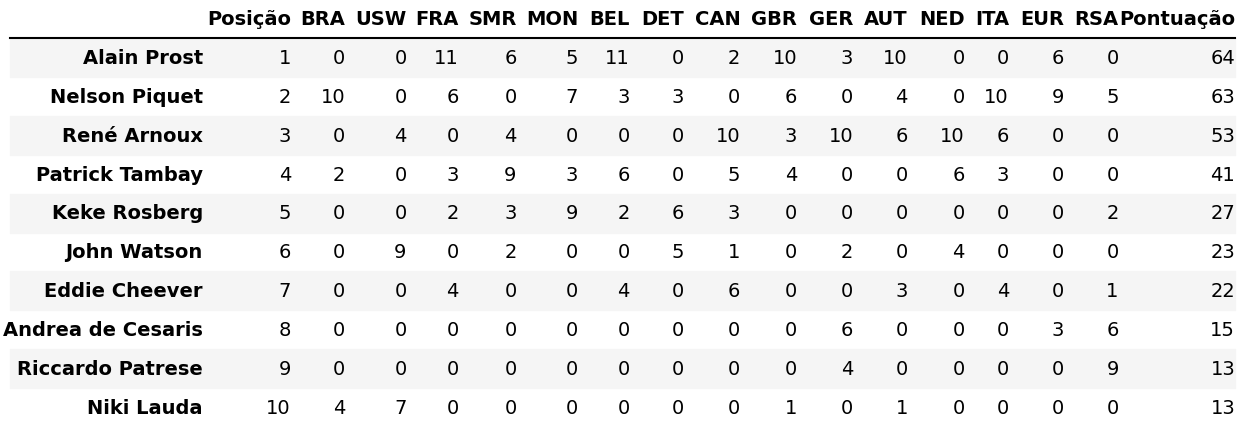 Posição BRA USW FRA SMR MON BEL DET CAN GBR GER AUT NED ITA EUR RSA Pontuação
Alain Prost 1 0 0 11 6 5 11 0 2 10 3 10 0 0 6 0 64
Nelson Piquet 2 10 0 6 0 7 3 3 0 6 0 4 0 10 9 5 63
René Arnoux 3 0 4 0 4 0 0 0 10 3 10 6 10 6 0 0 53
Patrick Tambay 4 2 0 3 9 3 6 0 5 4 0 0 6 3 0 0 41
Keke Rosberg 5 0 0 2 3 9 2 6 3 0 0 0 0 0 0 2 27
John Watson 6 0 9 0 2 0 0 5 1 0 2 0 4 0 0 0 23
Eddie Cheever 7 0 0 4 0 0 4 0 6 0 0 3 0 4 0 1 22
Andrea de Cesaris 8 0 0 0 0 0 0 0 0 0 6 0 0 0 3 6 15
Riccardo Patrese 9 0 0 0 0 0 0 0 0 0 4 0 0 0 0 9 13
Niki Lauda 10 4 7 0 0 0 0 0 0 1 0 1 0 0 0 0 13